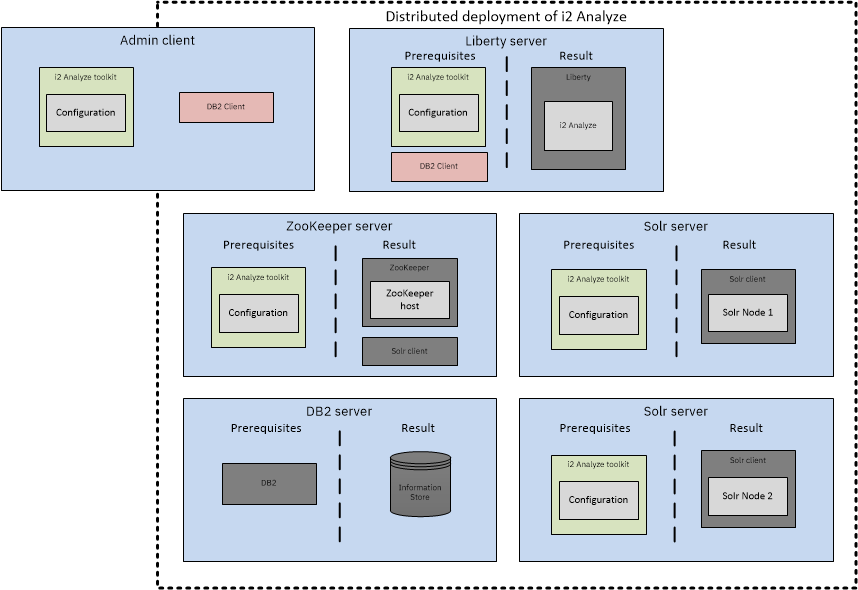 Distributed deployment of i2 Analyze
Admin client
i2 Analyze toolkit
Configuration
DB2 Client
Liberty server
Prerequisites
Result
i2 Analyze toolkit
Configuration
DB2 Client
Liberty
i2 Analyze
ZooKeeper server
Prerequisites
Result
i2 Analyze toolkit
Configuration
ZooKeeper
ZooKeeper
host
Solr client
Solr server
Prerequisites
Result
i2 Analyze toolkit
Configuration
Solr client
Solr Node 1
DB2 server
Prerequisites
Result
DB2
Information
Store
Solr server
Prerequisites
Result
i2 Analyze toolkit
Configuration
Solr client
Solr Node 2